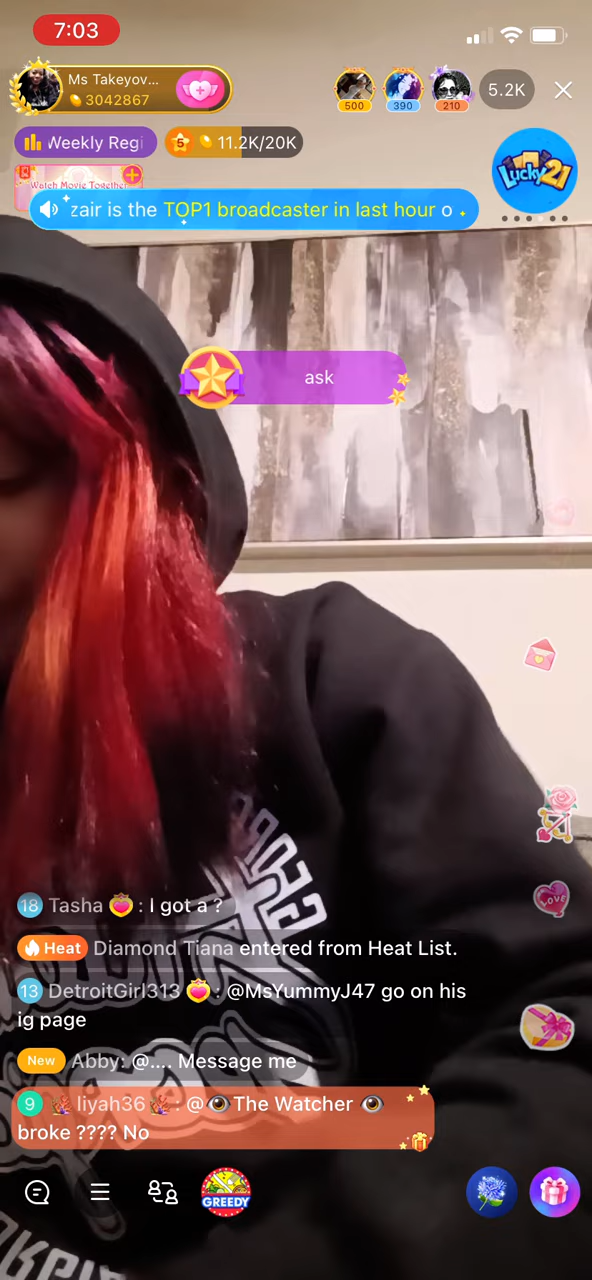 7:03
Ms Takeyov...
3042867
500
390
210
5.2K
Weekly Regi
5 11.2K/20K
Watch Movie Together
Lucky21
zair is the TOP1 broadcaster in last hour o
ask
LOVE
18 Tasha : I got a ?
Heat Diamond Tiana entered from Heat List.
13 DetroitGirl313 : @MsYummyJ47 go on his
ig page
New Abby: @.... Message me
9 liyah36 : @👁The Watcher 👁
broke ???? No
GREEDY